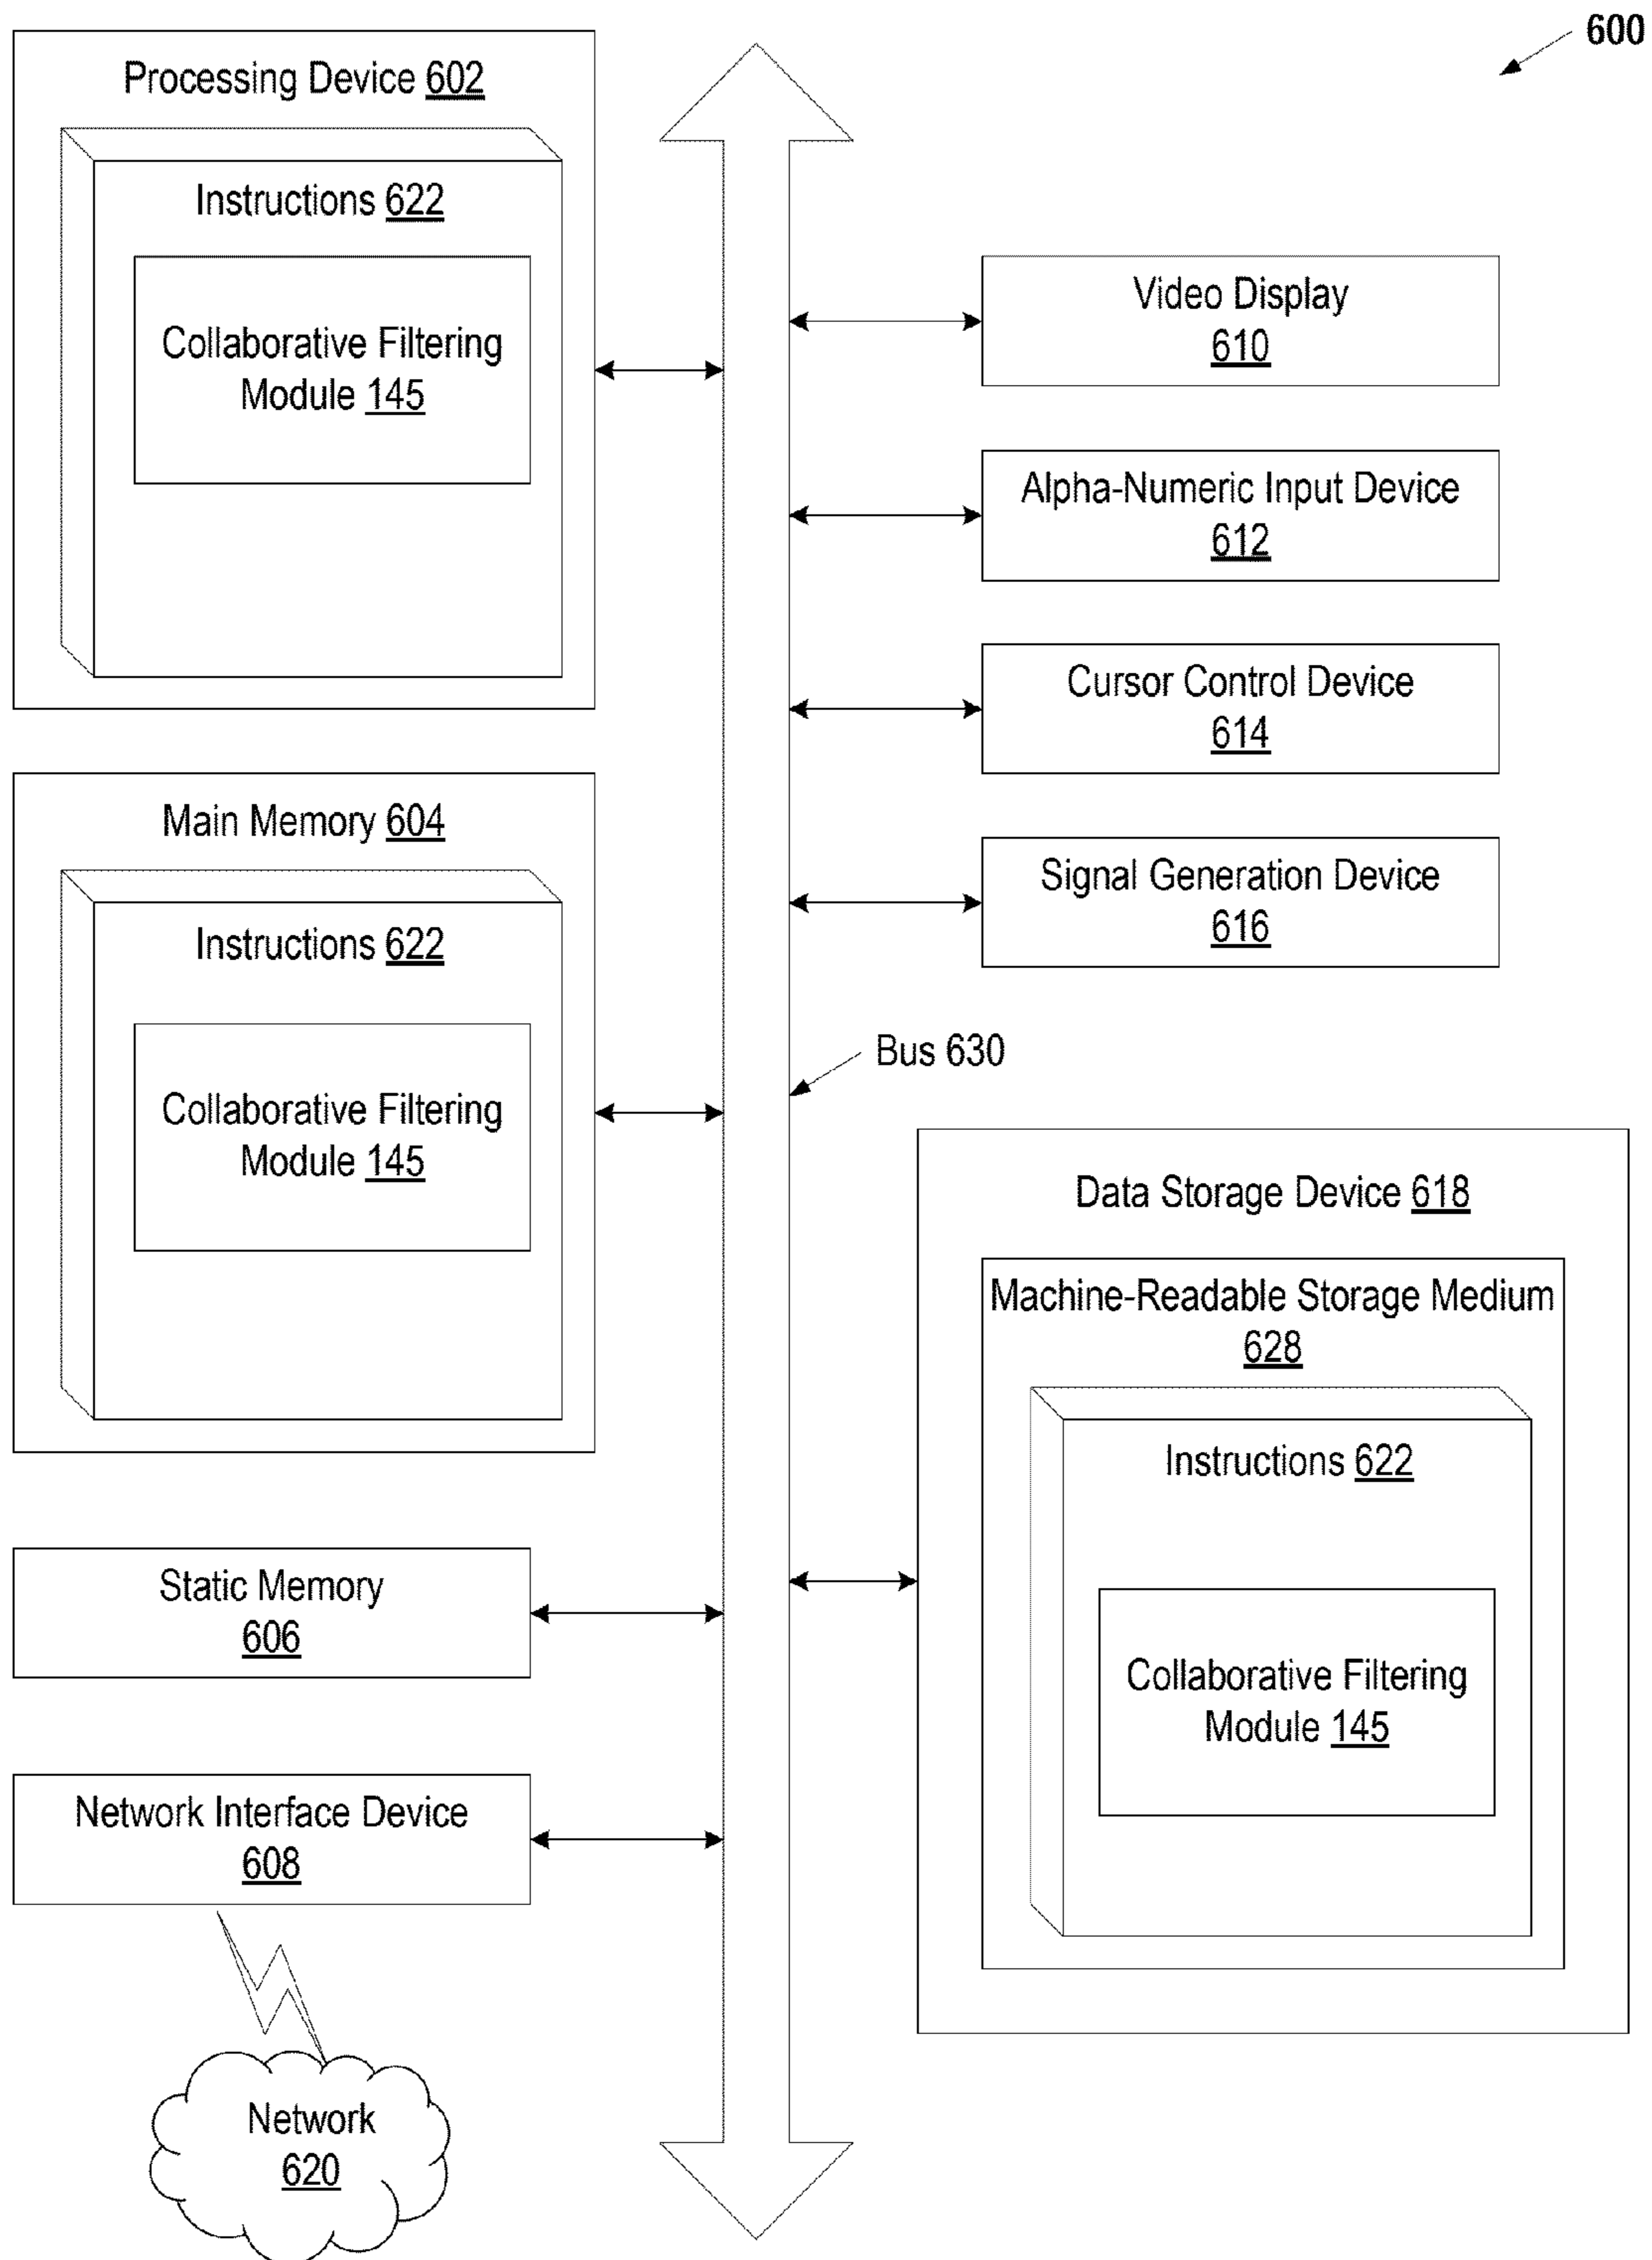 600
Processing Device 602
Instructions 622
Collaborative Filtering
Module 145
Main Memory 604
Instructions 622
Collaborative Filtering
Module 145
Static Memory
606
Network Interface Device
608
Network
620
Video Display
610
Alpha-Numeric Input Device
612
Cursor Control Device
614
Signal Generation Device
616
Bus 630
Data Storage Device 618
Machine-Readable Storage Medium
628
Instructions 622
Collaborative Filtering
Module 145